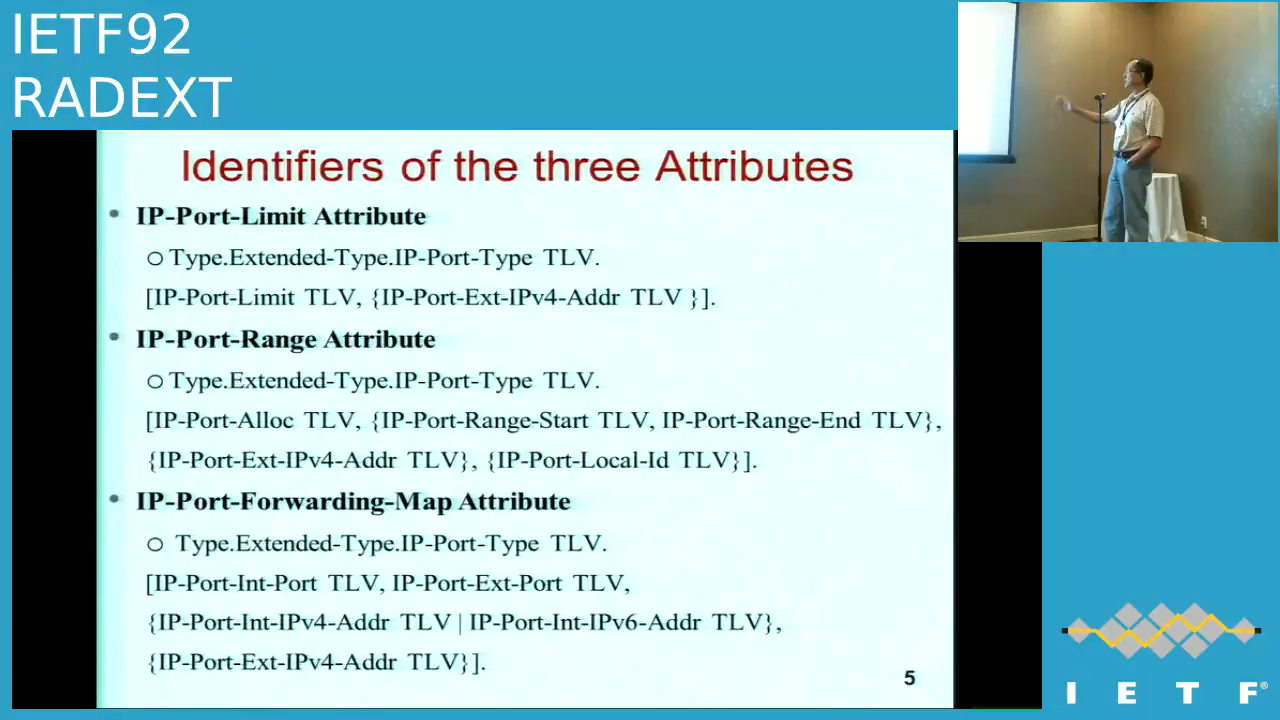 IETF92
RADEXT
Identifiers of the three Attributes
• IP-Port-Limit Attribute
o Type.Extended-Type.IP-Port-Type TLV.
[IP-Port-Limit TLV, {IP-Port-Ext-IPv4-Addr TLV }].
• IP-Port-Range Attribute
o Type.Extended-Type.IP-Port-Type TLV.
[IP-Port-Alloc TLV, {IP-Port-Range-Start TLV, IP-Port-Range-End TLV},
{IP-Port-Ext-IPv4-Addr TLV}, {IP-Port-Local-Id TLV}].
• IP-Port-Forwarding-Map Attribute
o Type.Extended-Type.IP-Port-Type TLV.
[IP-Port-Int-Port TLV, IP-Port-Ext-Port TLV,
{IP-Port-Int-IPv4-Addr TLV | IP-Port-Int-IPv6-Addr TLV},
{IP-Port-Ext-IPv4-Addr TLV}].
5
I E T F®